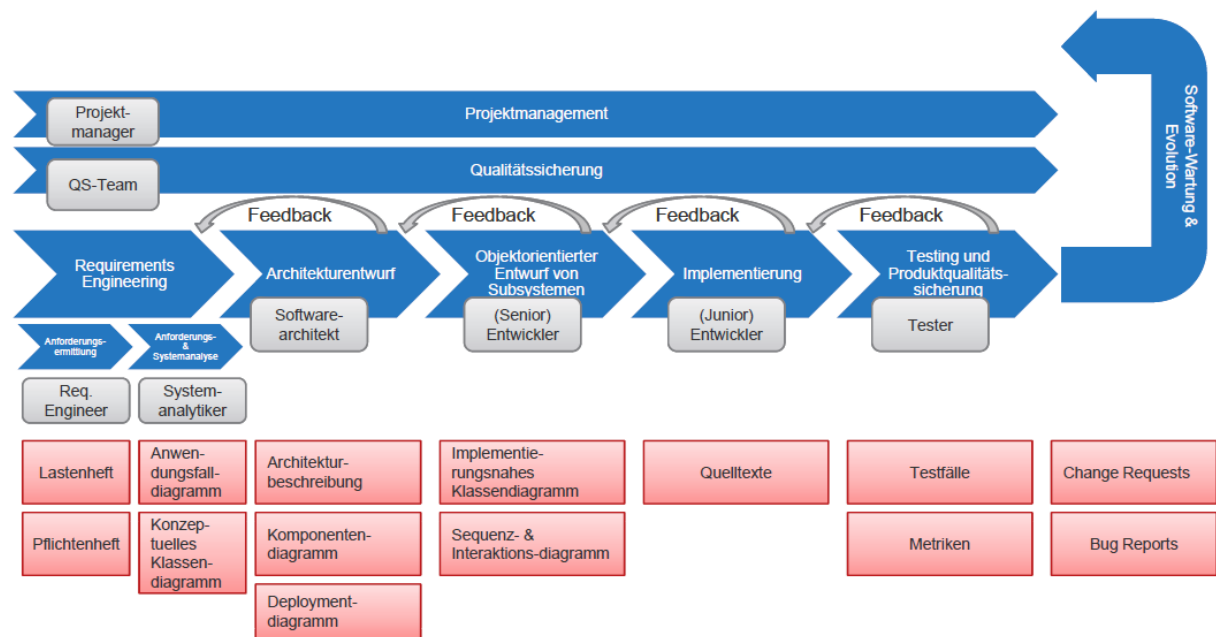 Projektmanagement
Projekt-
manager
Qualitätssicherung
QS-Team
Software-Wartung &
Evolution
Feedback
Feedback
Feedback
Feedback
Requirements
Engineering
Architekturentwurf
Objektorientierter
Entwurf von
Subsystemen
Implementierung
Testing und
Produktqualitäts-
sicherung
Software-
architekt
(Senior)
Entwickler
(Junior)
Entwickler
Tester
Anforderungs-
ermittlung
Anforderungs-
&
Systemanalyse
Req.
Engineer
System-
analytiker
Lastenheft
Anwen-
dungsfall-
diagramm
Architektur-
beschreibung
Implementie-
rungsnahes
Klassendiagramm
Quelltexte
Testfälle
Change Requests
Pflichtenheft
Konzep-
tuelles
Klassen-
diagramm
Komponenten-
diagramm
Sequenz- &
Interaktions-diagramm
Metriken
Bug Reports
Deployment-
diagramm